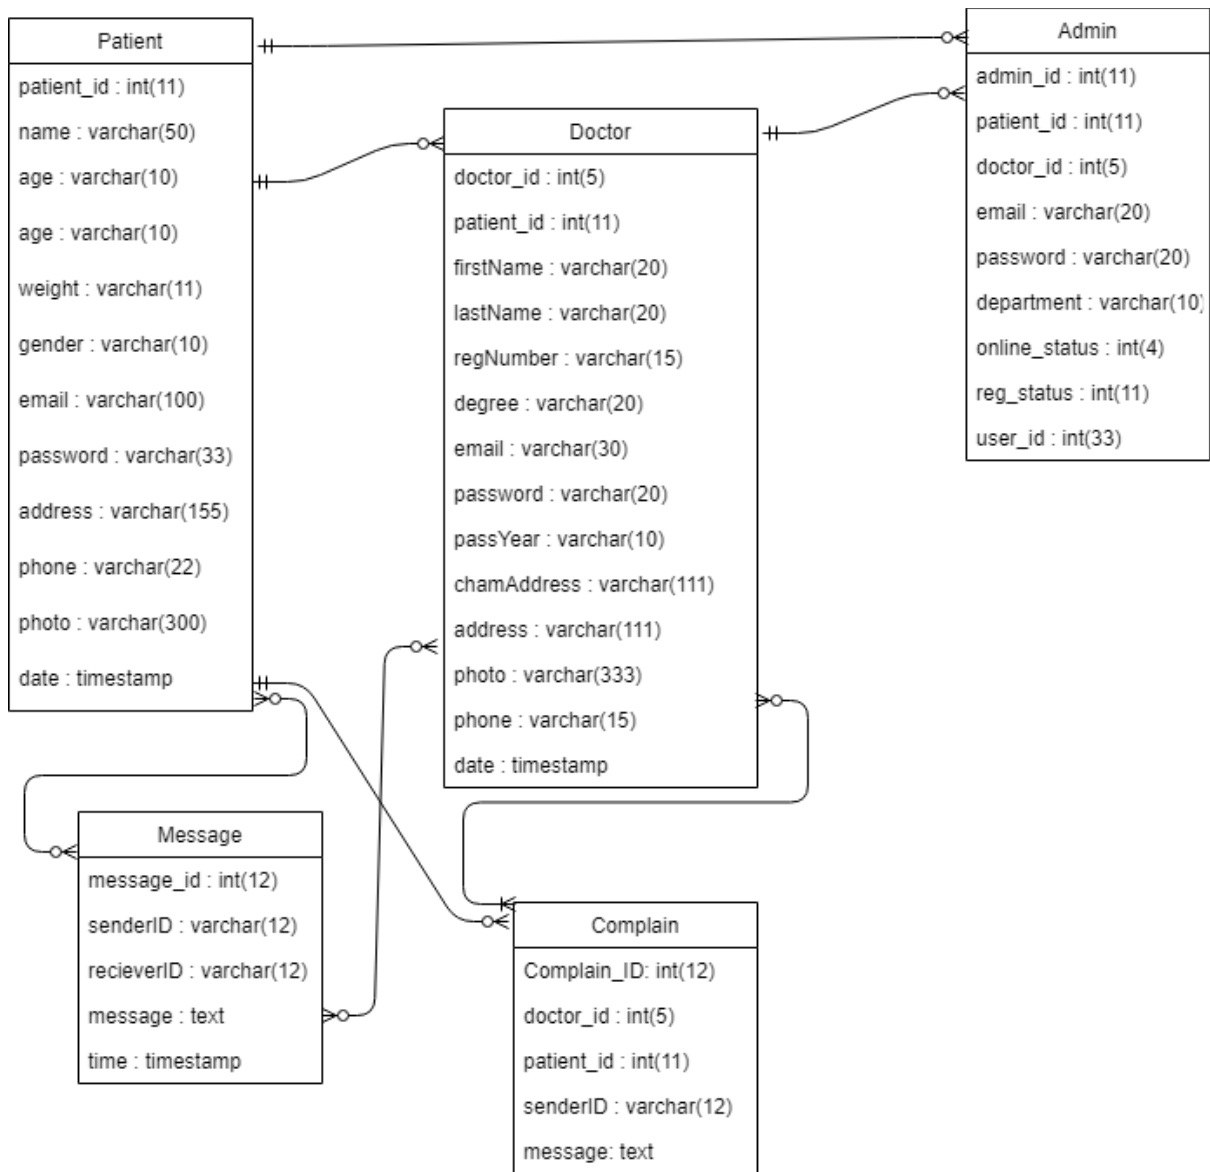 Patient
patient_id : int(11)
name : varchar(50)
age : varchar(10)
age : varchar(10)
weight : varchar(11)
gender : varchar(10)
email : varchar(100)
password : varchar(33)
address : varchar(155)
phone : varchar(22)
photo : varchar(300)
date : timestamp
Doctor
doctor_id : int(5)
patient_id : int(11)
firstName : varchar(20)
lastName : varchar(20)
regNumber : varchar(15)
degree : varchar(20)
email : varchar(30)
password : varchar(20)
passYear : varchar(10)
chamAddress : varchar(111)
address : varchar(111)
photo : varchar(333)
phone : varchar(15)
date : timestamp
Admin
admin_id : int(11)
patient_id : int(11)
doctor_id : int(5)
email : varchar(20)
password : varchar(20)
department : varchar(10)
online_status : int(4)
reg_status : int(11)
user_id : int(33)
Message
message_id : int(12)
senderID : varchar(12)
recieverID : varchar(12)
message : text
time : timestamp
Complain
Complain_ID: int(12)
doctor_id : int(5)
patient_id : int(11)
senderID : varchar(12)
message: text